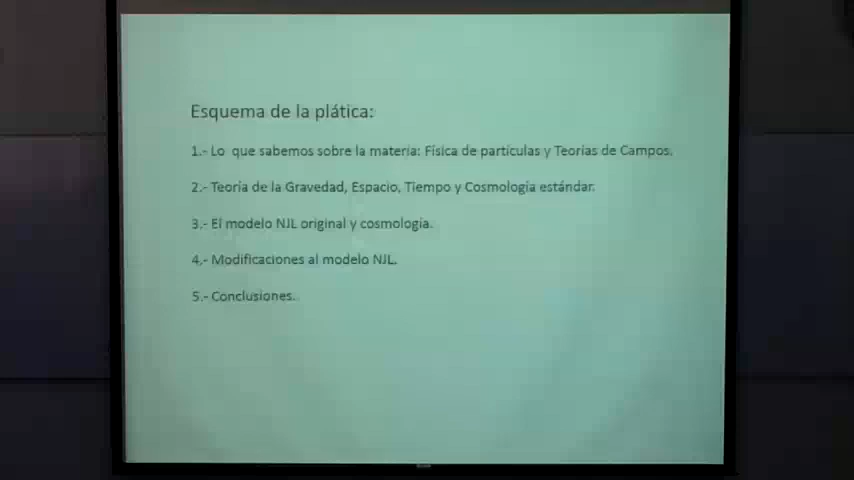 Esquema de la plática:
1.- Lo que sabemos sobre la materia: Física de partículas y Teorías de Campos.
2.- Teoría de la Gravedad, Espacio, Tiempo y Cosmología estándar.
3.- El modelo NJL original y cosmología.
4.- Modificaciones al modelo NJL.
5.- Conclusiones.